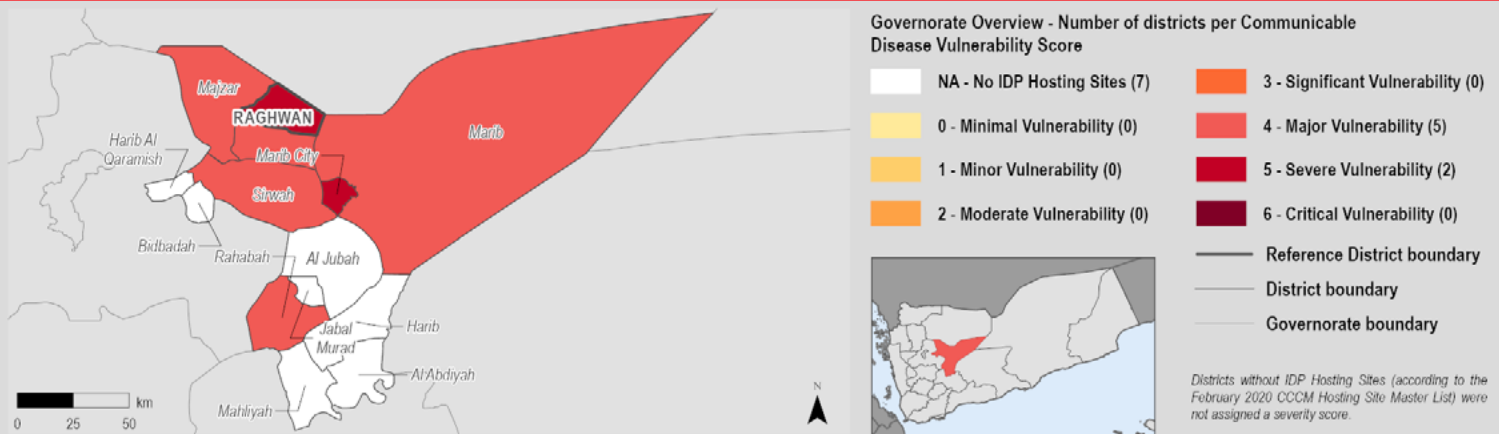 Majzar
RAGHWAN
Marib
Harib Al
Qaramish
Marib City
Sirwah
Bidbadah
Rahabah
Al Jubah
Jabal
Murad
Harib
Al Abdiyah
Mahliyah
km
0 25 50
N
Governorate Overview - Number of districts per Communicable
Disease Vulnerability Score
NA - No IDP Hosting Sites (7)
0 - Minimal Vulnerability (0)
1 - Minor Vulnerability (0)
2 - Moderate Vulnerability (0)
3 - Significant Vulnerability (0)
4 - Major Vulnerability (5)
5 - Severe Vulnerability (2)
6 - Critical Vulnerability (0)
Reference District boundary
District boundary
Governorate boundary
Districts without IDP Hosting Sites (according to the
February 2020 CCCM Hosting Site Master List) were
not assigned a severity score.